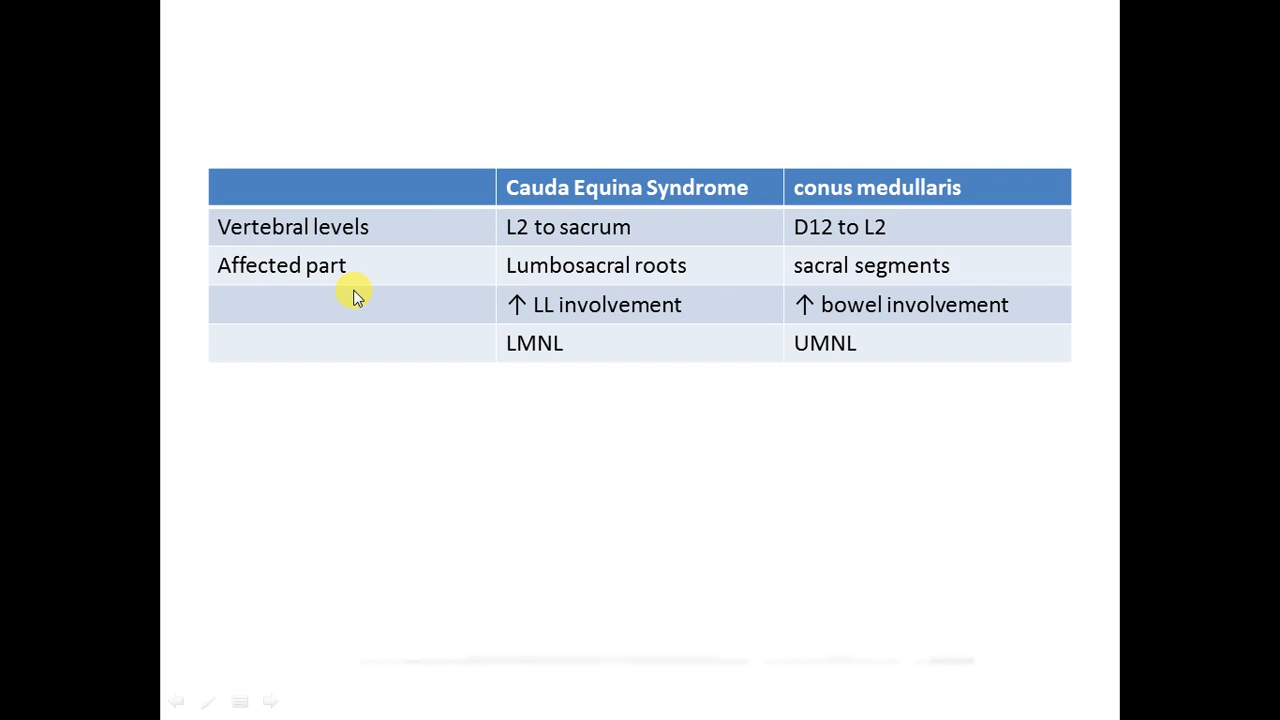 Cauda Equina Syndrome conus medullaris
Vertebral levels L2 to sacrum D12 to L2
Affected part Lumbosacral roots sacral segments
↑ LL involvement ↑ bowel involvement
LMNL UMNL